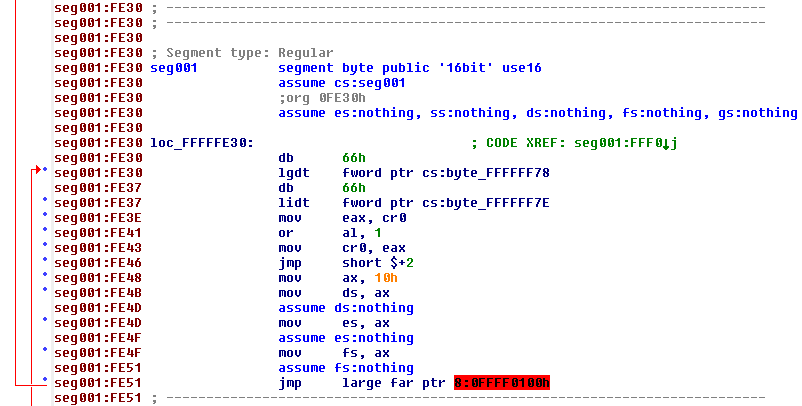 seg001:FE30 ; ---------------------------------------------------------------------------
seg001:FE30 ; ---------------------------------------------------------------------------
seg001:FE30
seg001:FE30 ; Segment type: Regular
seg001:FE30 seg001 segment byte public '16bit' use16
seg001:FE30 assume cs:seg001
seg001:FE30 ;org 0FE30h
seg001:FE30 assume es:nothing, ss:nothing, ds:nothing, fs:nothing, gs:nothing
seg001:FE30
seg001:FE30 loc_FFFFFE30: ; CODE XREF: seg001:FFF0↓j
seg001:FE30 db 66h
seg001:FE30 lgdt fword ptr cs:byte_FFFFFF78
seg001:FE37 db 66h
seg001:FE37 lidt fword ptr cs:byte_FFFFFF7E
seg001:FE3E mov eax, cr0
seg001:FE41 or al, 1
seg001:FE43 mov cr0, eax
seg001:FE46 jmp short $+2
seg001:FE48 mov ax, 10h
seg001:FE4B mov ds, ax
seg001:FE4D assume ds:nothing
seg001:FE4D mov es, ax
seg001:FE4F assume es:nothing
seg001:FE4F mov fs, ax
seg001:FE51 assume fs:nothing
seg001:FE51 jmp large far ptr 8:0FFFF0100h
seg001:FE51 ; ---------------------------------------------------------------------------